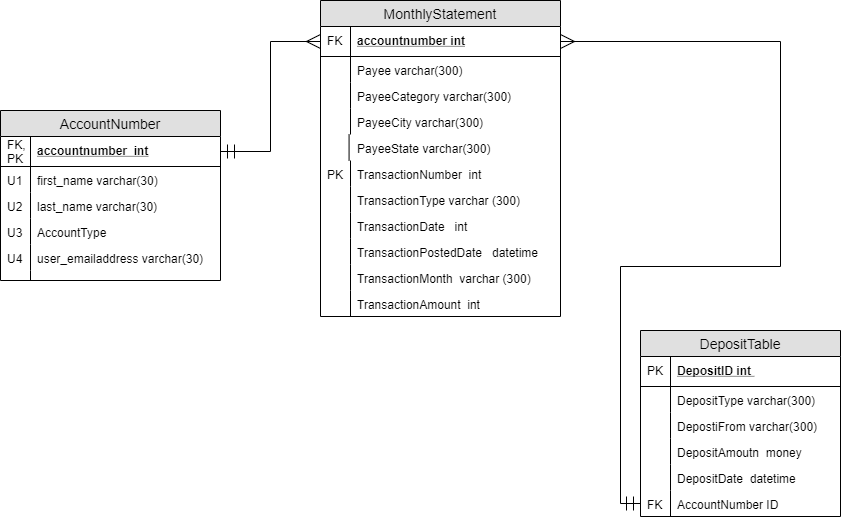 MonthlyStatement
FK accountnumber int
Payee varchar(300)
PayeeCategory varchar(300)
PayeeCity varchar(300)
PayeeState varchar(300)
PK TransactionNumber int
TransactionType varchar (300)
TransactionDate int
TransactionPostedDate datetime
TransactionMonth varchar (300)
TransactionAmount int
AccountNumber
FK, PK accountnumber int
U1 first_name varchar(30)
U2 last_name varchar(30)
U3 AccountType
U4 user_emailaddress varchar(30)
DepositTable
PK DepositID int
DepositType varchar(300)
DepostiFrom varchar(300)
DepositAmoutn money
DepositDate datetime
FK AccountNumber ID